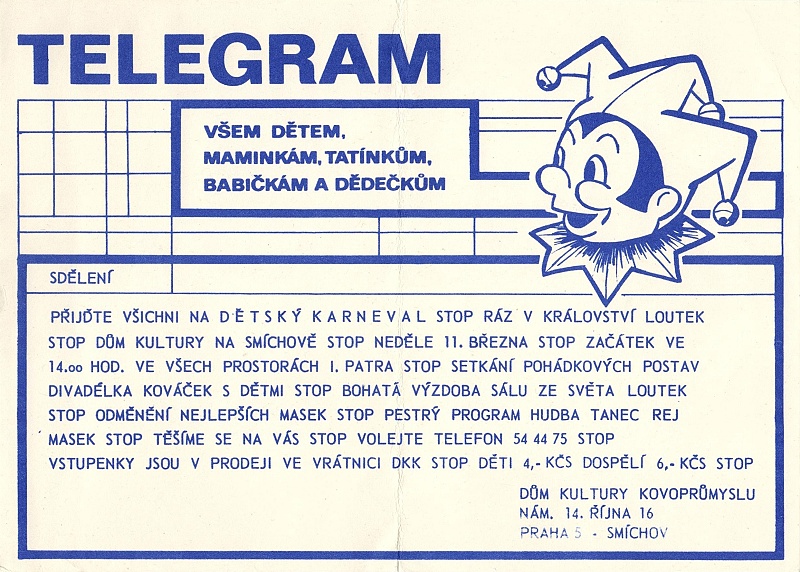 TELEGRAM
VŠEM DĚTEM,
MAMINKÁM, TATÍNKŮM,
BABIČKÁM A DĚDEČKŮM
SDĚLENÍ
PŘIJĎTE VŠICHNI NA DĚTSKÝ KARNEVAL STOP RÁZ V KRÁLOVSTVÍ LOUTEK
STOP DŮM KULTURY NA SMÍCHOVĚ STOP NEDĚLE 11. BŘEZNA STOP ZAČÁTEK VE
14.00 HOD. VE VŠECH PROSTORÁCH I. PATRA STOP SETKÁNÍ POHÁDKOVÝCH POSTAV
DIVADÉLKA KOVÁČEK S DĚTMI STOP BOHATÁ VÝZDOBA SÁLU ZE SVĚTA LOUTEK
STOP ODMĚNĚNÍ NEJLEPŠÍCH MASEK STOP PESTRÝ PROGRAM HUDBA TANEC REJ
MASEK STOP TĚŠÍME SE NA VÁS STOP VOLEJTE TELEFON 54 44 75 STOP
VSTUPENKY JSOU V PRODEJI VE VRÁTNICI DKK STOP DĚTI 4,- KČS DOSPĚLÍ 6,- KČS STOP
DŮM KULTURY KOVOPRŮMYSLU
NÁM. 14. ŘÍJNA 16
PRAHA 5 - SMÍCHOV